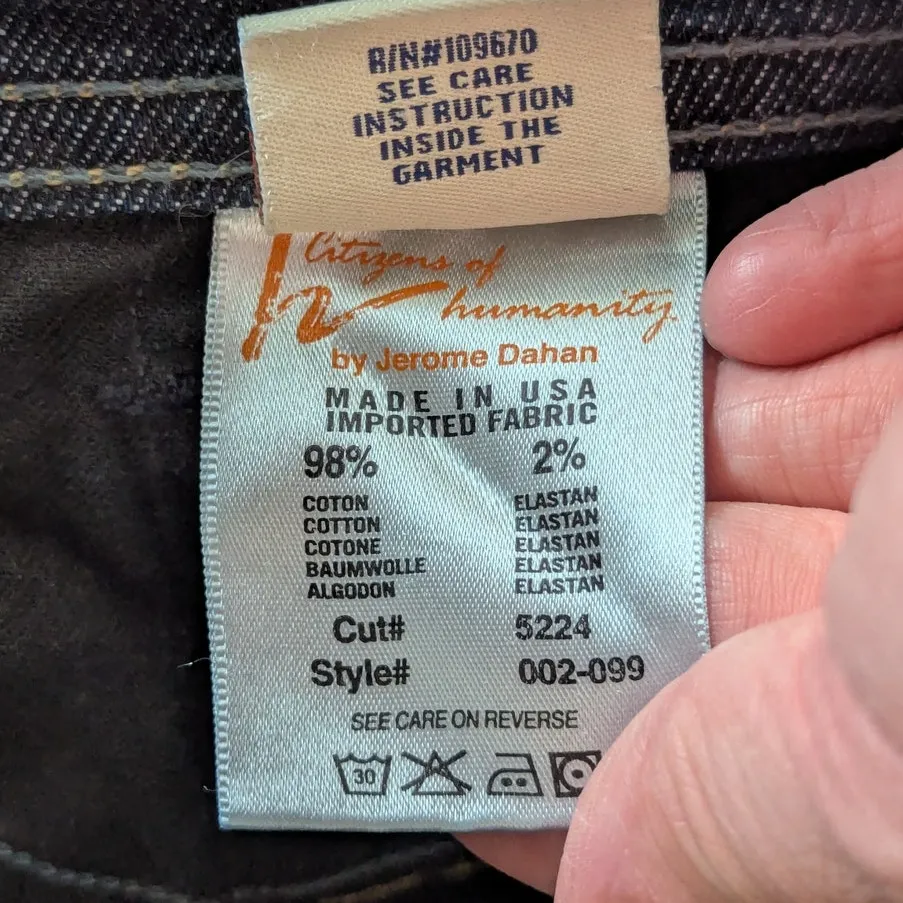 R/N#109670
SEE CARE
INSTRUCTION
INSIDE THE
GARMENT
Citizens of
humanity
by Jerome Dahan
MADE IN USA
IMPORTED FABRIC
98% 2%
COTON ELASTAN
COTTON ELASTAN
COTONE ELASTAN
BAUMWOLLE ELASTAN
ALGODON ELASTAN
Cut# 5224
Style# 002-099
SEE CARE ON REVERSE
30